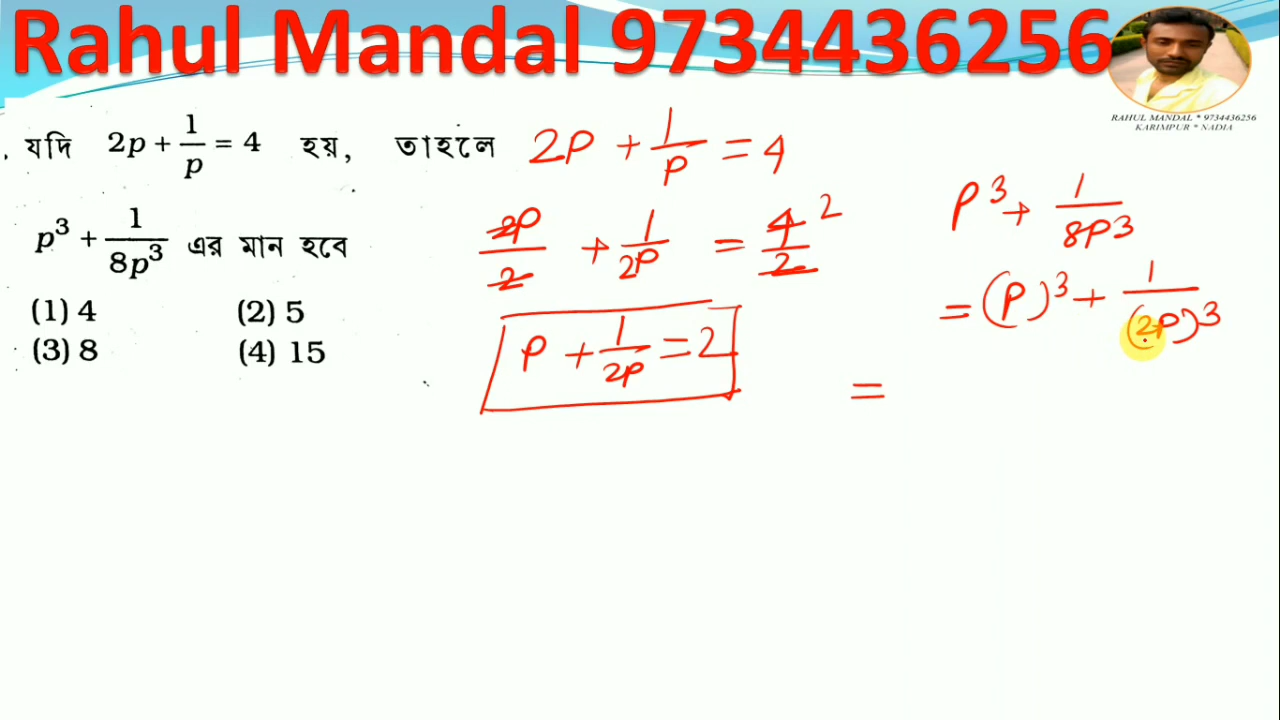 Rahul Mandal 9734436256
RAHUL MANDAL * 9734436256
KARIMPUR * NADIA
. যদি 2p + 1/p = 4 হয়, তাহলে
p³ + 1/8p³ এর মান হবে
(1) 4 (2) 5
(3) 8 (4) 15
2P + 1/P = 4
2P/2 + 1/2P = 4/2 2
P + 1/2P = 2
P³ + 1/8P³
= (P)³ + 1/(2P)³
=